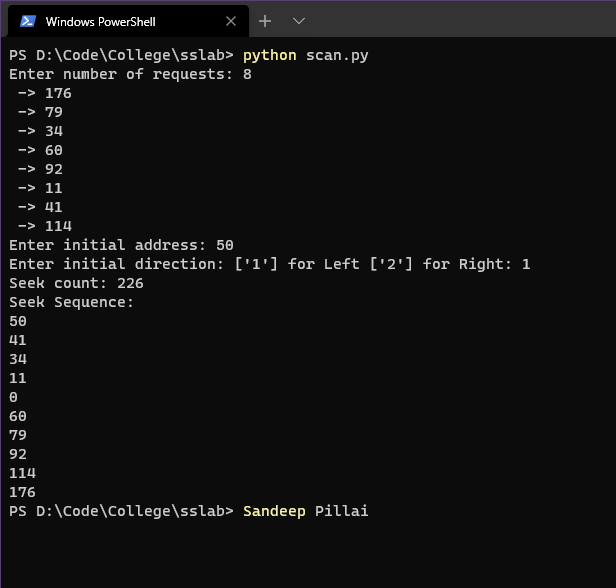 Windows PowerShell
PS D:\Code\College\sslab> python scan.py
Enter number of requests: 8
-> 176
-> 79
-> 34
-> 60
-> 92
-> 11
-> 41
-> 114
Enter initial address: 50
Enter initial direction: ['1'] for Left ['2'] for Right: 1
Seek count: 226
Seek Sequence:
50
41
34
11
0
60
79
92
114
176
PS D:\Code\College\sslab> Sandeep Pillai